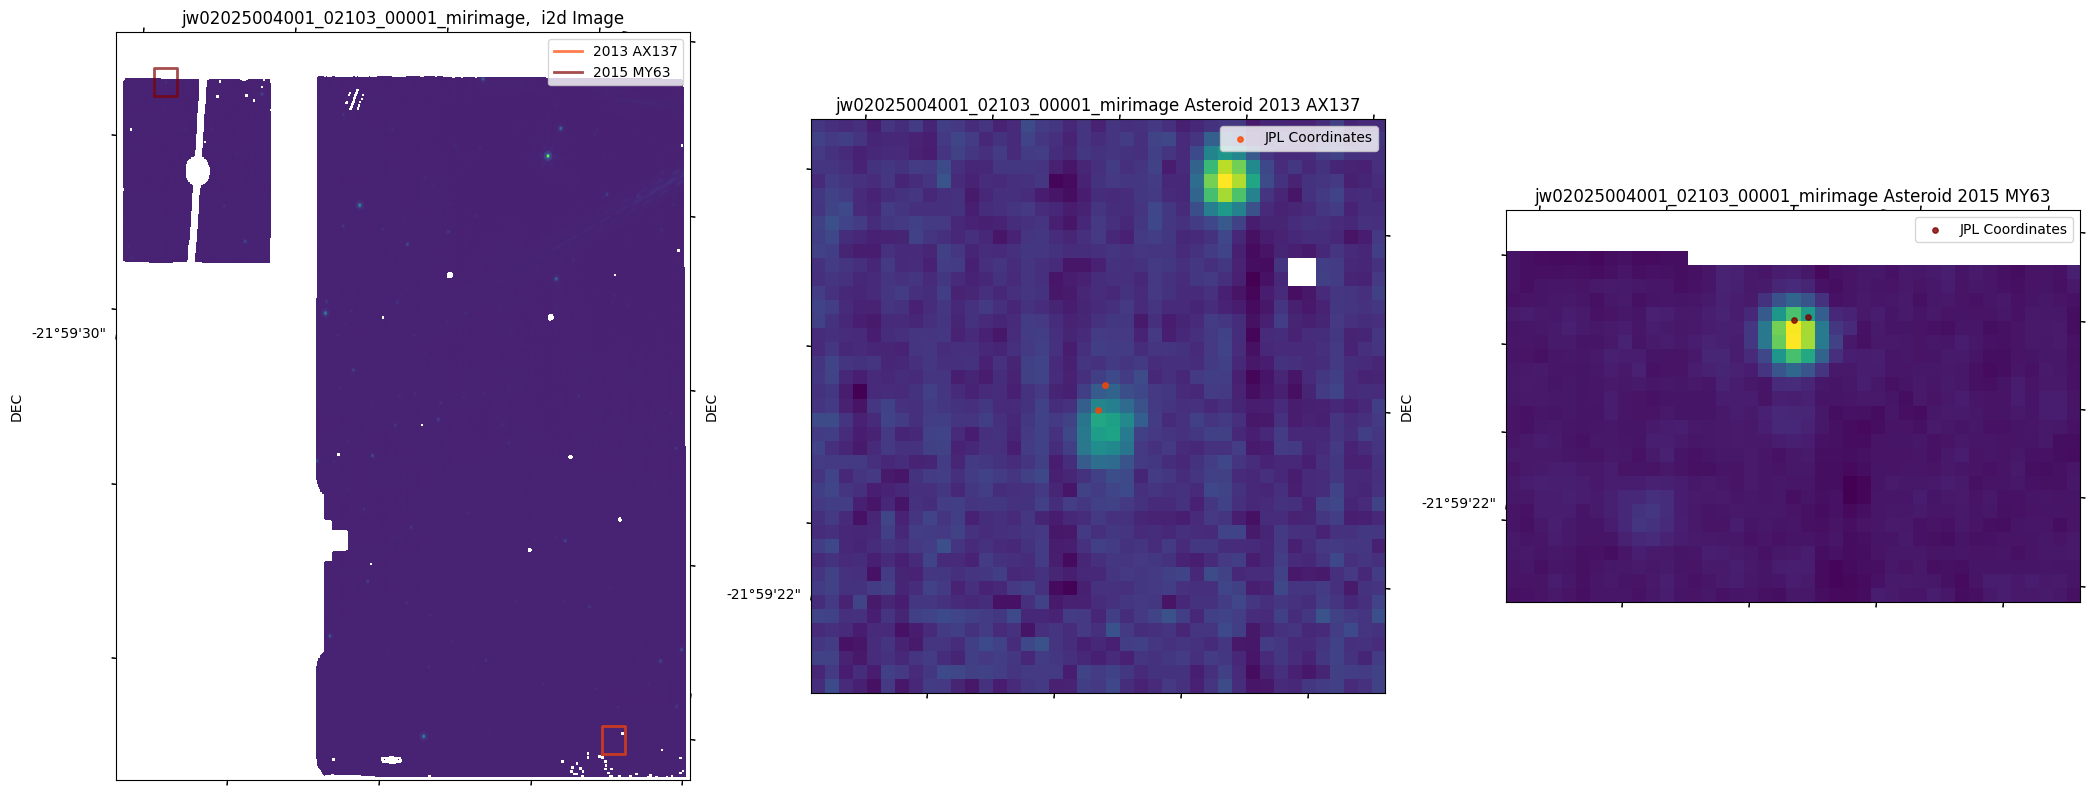 jw02025004001_02103_00001_mirimage,  i2d Image
2013 AX137
2015 MY63
-21°59'30"
DEC
jw02025004001_02103_00001_mirimage Asteroid 2013 AX137
JPL Coordinates
-21°59'22"
DEC
jw02025004001_02103_00001_mirimage Asteroid 2015 MY63
JPL Coordinates
-21°59'22"
DEC